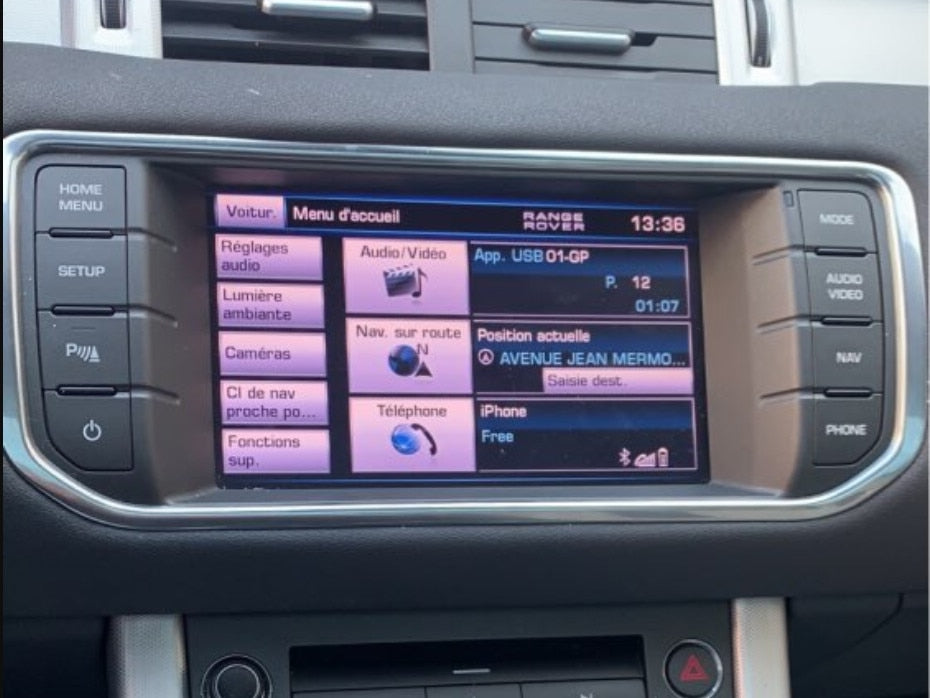 HOME
MENU
SETUP
P
Voitur.
Menu d'accueil
RANGE
ROVER
13:36
Réglages
audio
Lumière
ambiante
Caméras
CI de nav
proche po...
Fonctions
sup.
Audio/Vidéo
App. USB 01-GP
P. 12
01:07
Nav. sur route
N
Position actuelle
AVENUE JEAN MERMO...
Saisie dest.
Téléphone
iPhone
Free
MODE
AUDIO
VIDEO
NAV
PHONE